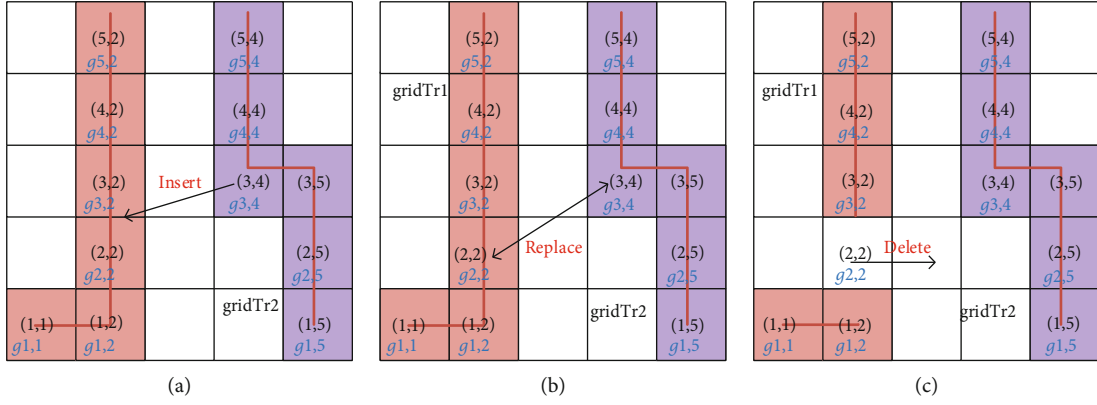 (5,2) (5,4)
g5,2 g5,4
(4,2) (4,4)
g4,2 g4,4
Insert
(3,2) (3,4) (3,5)
g3,2 g3,4
(2,2) (2,5)
g2,2 g2,5
gridTr2
(1,1) (1,2) (1,5)
g1,1 g1,2 g1,5
(a)
(5,2) (5,4)
g5,2 g5,4
gridTr1
(4,2) (4,4)
g4,2 g4,4
(3,2) (3,4) (3,5)
g3,2 g3,4
Replace
(2,2) (2,5)
g2,2 g2,5
gridTr2
(1,1) (1,2) (1,5)
g1,1 g1,2 g1,5
(b)
(5,2) (5,4)
g5,2 g5,4
gridTr1
(4,2) (4,4)
g4,2 g4,4
(3,2) (3,4) (3,5)
g3,2 g3,4
(2,2) Delete (2,5)
g2,2 g2,5
gridTr2
(1,1) (1,2) (1,5)
g1,1 g1,2 g1,5
(c)